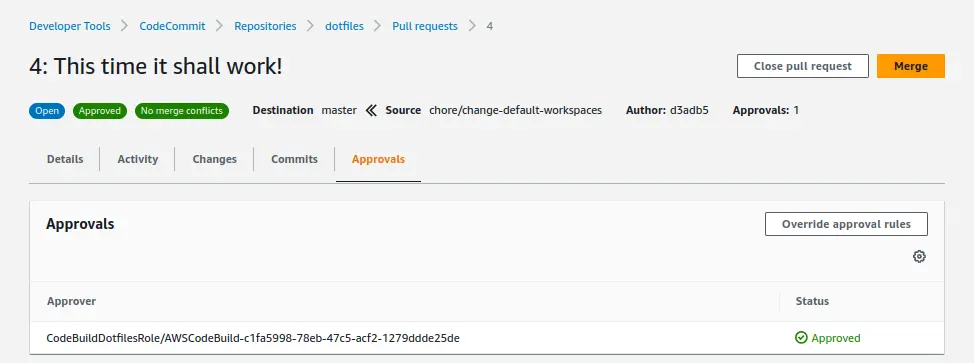 Developer Tools > CodeCommit > Repositories > dotfiles > Pull requests > 4
4: This time it shall work!
Close pull request
Merge
Open Approved No merge conflicts Destination master Source chore/change-default-workspaces Author: d3adb5 Approvals: 1
Details Activity Changes Commits Approvals
Approvals
Override approval rules
Approver Status
CodeBuildDotfilesRole/AWSCodeBuild-c1fa5998-78eb-47c5-acf2-1279ddde25de Approved